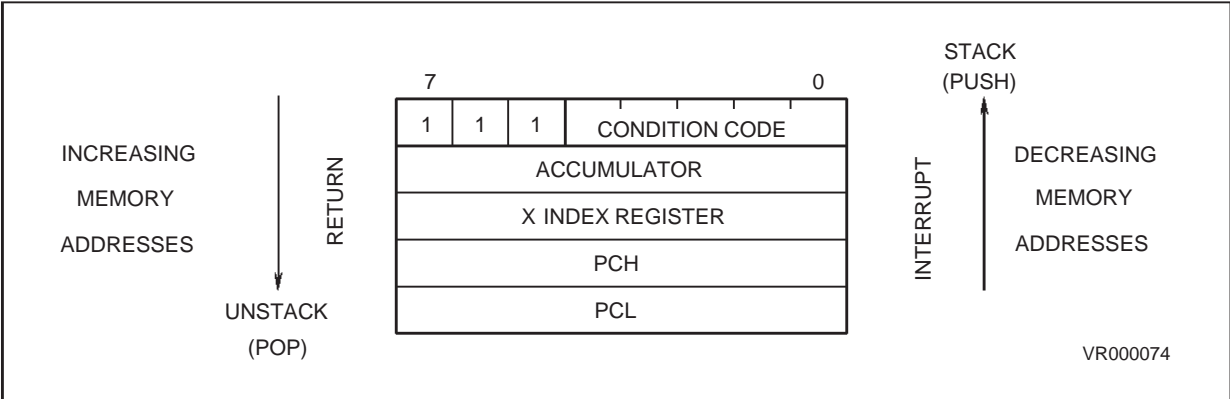 STACK
(PUSH)
7 0
1 1 1 CONDITION CODE
INCREASING
MEMORY
ADDRESSES
RETURN
ACCUMULATOR
X INDEX REGISTER
PCH
PCL
INTERRUPT
DECREASING
MEMORY
ADDRESSES
UNSTACK
(POP)
VR000074